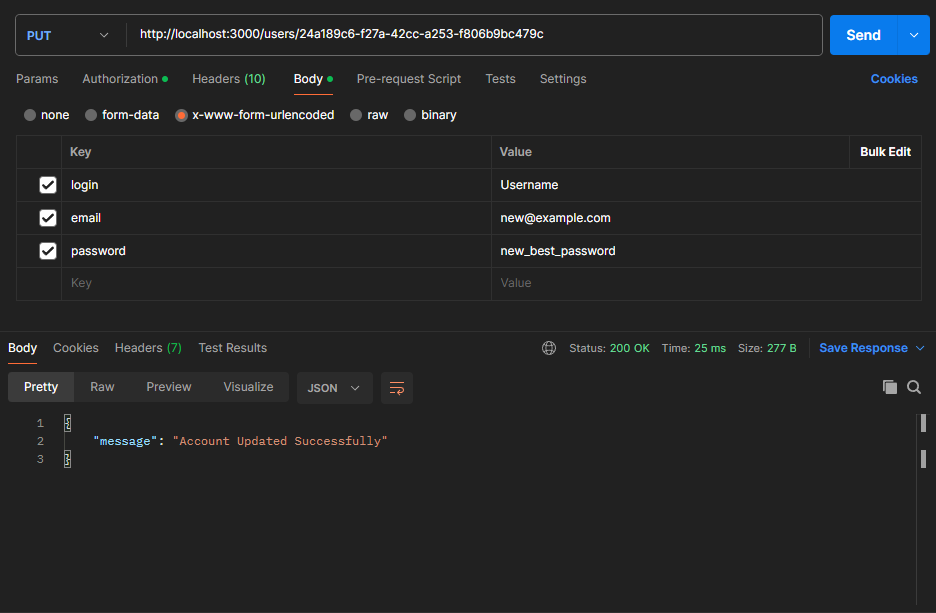 PUT http://localhost:3000/users/24a189c6-f27a-42cc-a253-f806b9bc479c Send
Params Authorization Headers (10) Body Pre-request Script Tests Settings Cookies
none form-data x-www-form-urlencoded raw binary
Key Value Bulk Edit
login Username
email new@example.com
password new_best_password
Key Value
Body Cookies Headers (7) Test Results Status: 200 OK Time: 25 ms Size: 277 B Save Response
Pretty Raw Preview Visualize JSON
1 {
2 "message": "Account Updated Successfully"
3 }